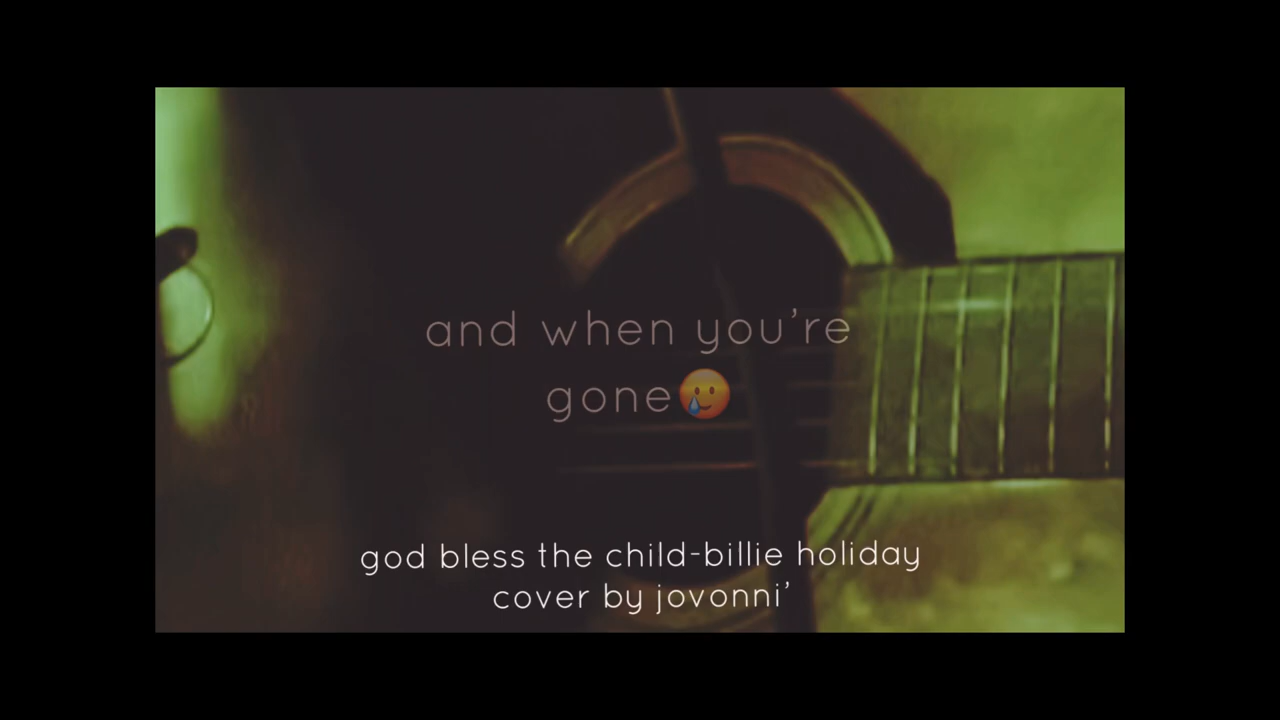 and when you're
gone🥲
god bless the child-billie holiday
cover by jovonni'